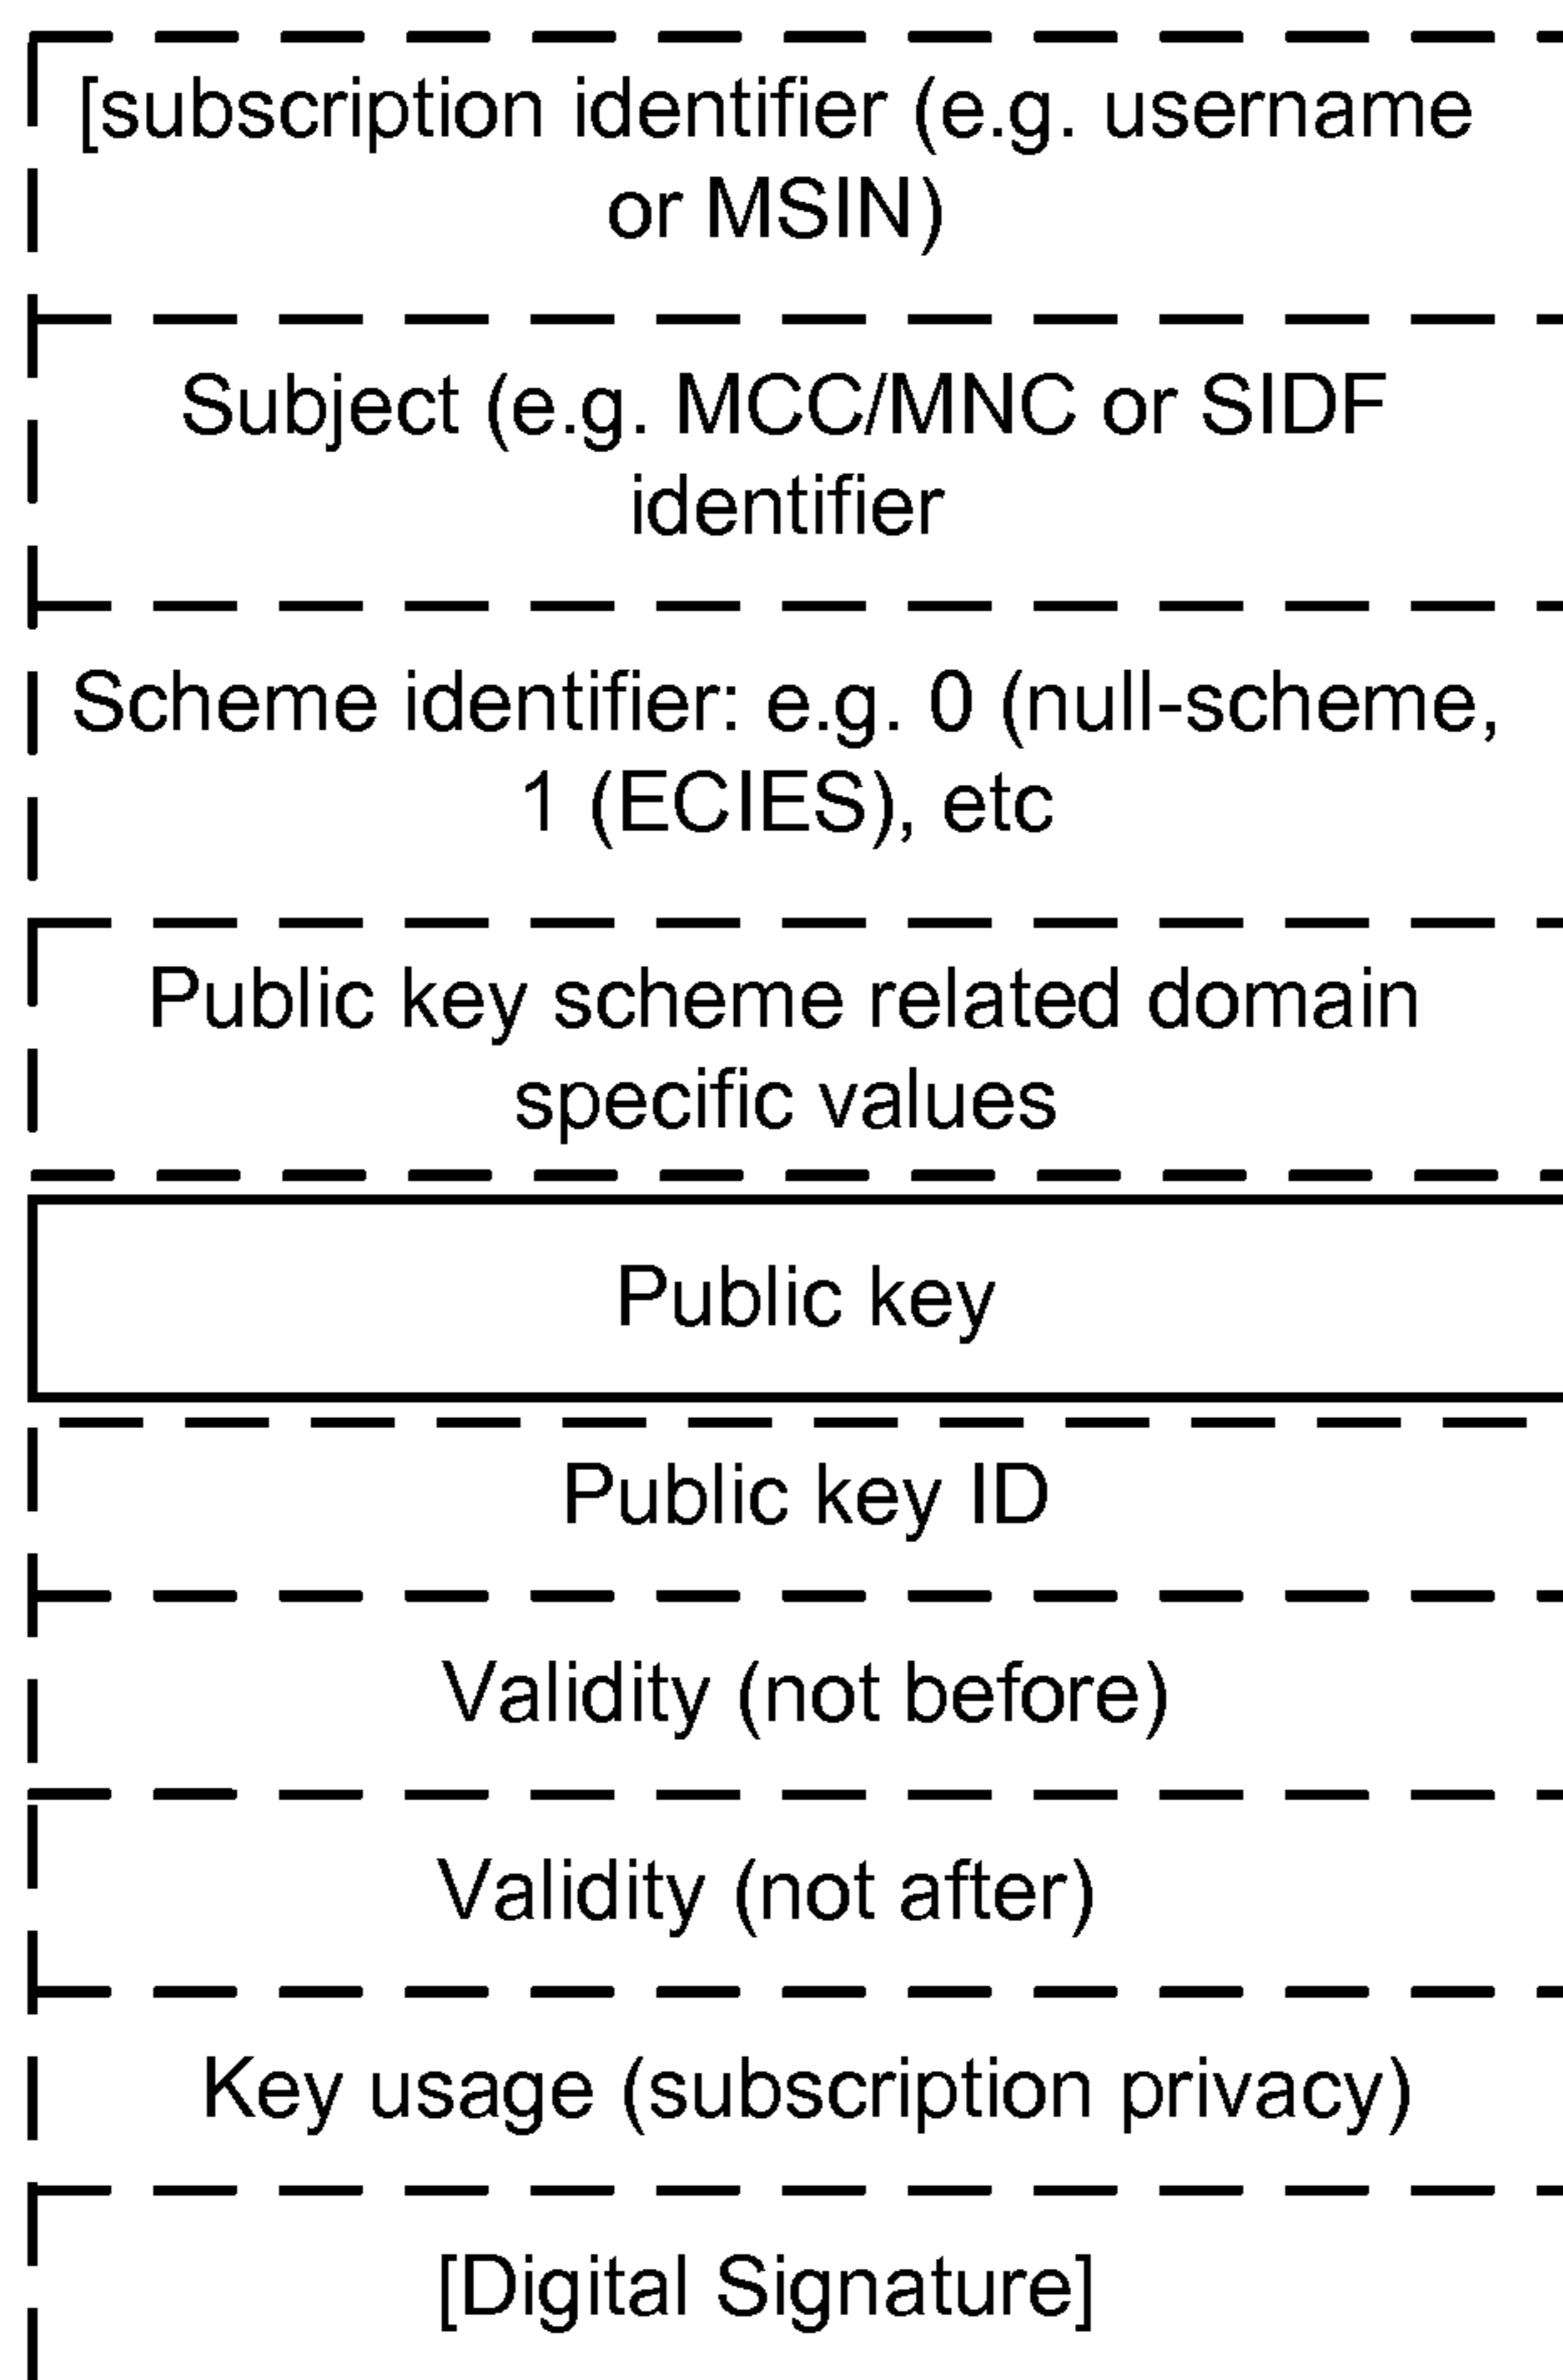 [subscription identifier (e.g. username
or MSIN)
Subject (e.g. MCC/MNC or SIDF
identifier
Scheme identifier: e.g. 0 (null-scheme,
1 (ECIES), etc
Public key scheme related domain
specific values
Public key
Public key ID
Validity (not before)
Validity (not after)
Key usage (subscription privacy)
[Digital Signature]